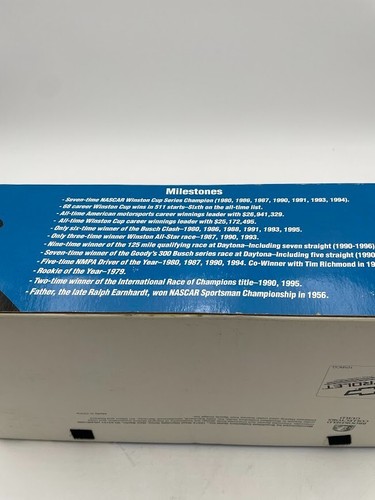 Milestones
- Seven-time NASCAR Winston Cup Series Champion (1980, 1986, 1987, 1990, 1991, 1993, 1994).
- 68 career Winston Cup wins in 511 starts-Sixth on the all-time list.
- All-time American motorsports career winnings leader with $26,941,329.
- All-time Winston Cup career winnings leader with $25,172,495.
- Only six-time winner of the Busch Clash-1980, 1986, 1988, 1991, 1993, 1995.
- Only three-time winner Winston All-Star race-1987, 1990, 1993.
- Nine-time winner of the 125 mile qualifying race at Daytona-Including seven straight (1990-1996)
- Seven-time winner of the Goody's 300 Busch series race at Daytona-Including five straight (1990
- Five-time NMPA Driver of the Year-1980, 1987, 1990, 1994. Co-Winner with Tim Richmond in 19
- Rookie of the Year-1979.
- Two-time winner of the International Race of Champions title-1990, 1995.
- Father, the late Ralph Earnhardt, won NASCAR Sportsman Championship in 1956.